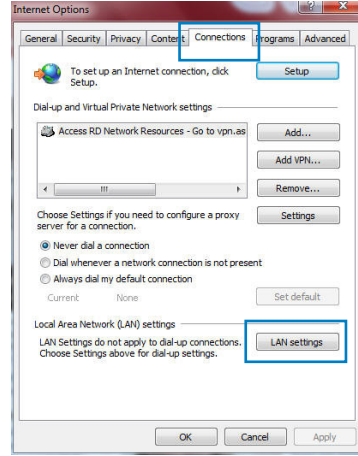 Internet Options
General Security Privacy Content Connections Programs Advanced
To set up an Internet connection, click
Setup.
Setup
Dial-up and Virtual Private Network settings
Access RD Network Resources - Go to vpn.as
Add...
Add VPN...
Remove...
Choose Settings if you need to configure a proxy
server for a connection.
Settings
Never dial a connection
Dial whenever a network connection is not present
Always dial my default connection
Current None
Set default
Local Area Network (LAN) settings
LAN Settings do not apply to dial-up connections.
Choose Settings above for dial-up settings.
LAN settings
OK Cancel Apply